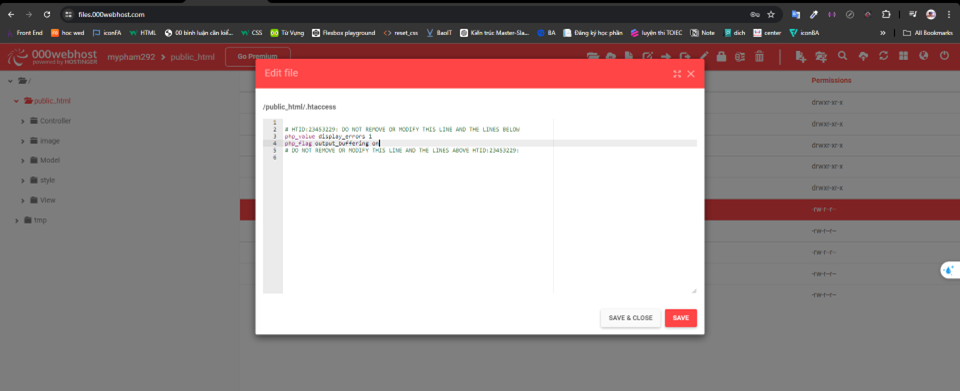 files.000webhost.com
Front End hoc wed iconFA HTML 00 bình luận cần kiế... CSS Từ Vựng Flexbox playground reset_css BaoIT Kiến trúc Master-Sla... BA Đăng ký học phần luyện thi TOIEC Note dich center iconBA All Bookmarks
000webhost
powered by HOSTINGER
mypham292 > public_html
Go Premium
Edit file
/
public_html
Controller
image
Model
style
View
tmp
/public_html/.htaccess
1
2 # HTID:23453229: DO NOT REMOVE OR MODIFY THIS LINE AND THE LINES BELOW
3 php_value display_errors 1
4 php_flag output_buffering on
5 # DO NOT REMOVE OR MODIFY THIS LINE AND THE LINES ABOVE HTID:23453229:
6
SAVE & CLOSE SAVE
Permissions
drwxr-xr-x
drwxr-xr-x
drwxr-xr-x
drwxr-xr-x
drwxr-xr-x
-rw-r--r--
-rw-r--r--
-rw-r--r--
-rw-r--r--
-rw-r--r--